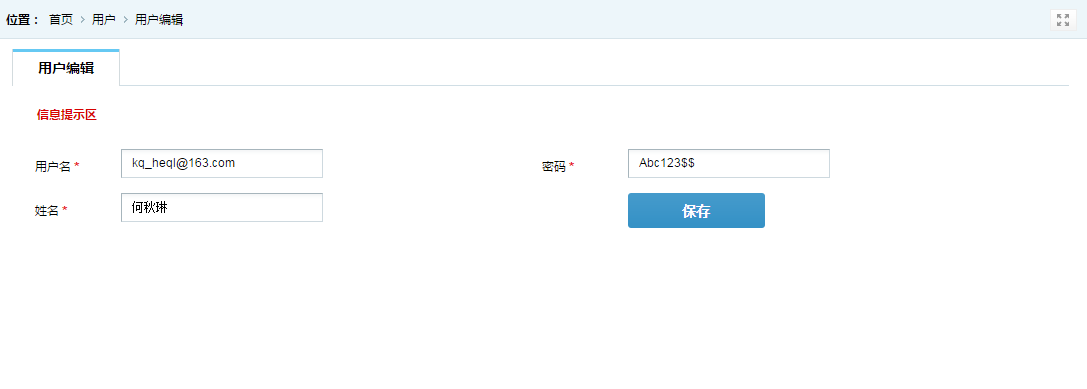 位置： 首页 > 用户 > 用户编辑
用户编辑
信息提示区
用户名 * kq_heql@163.com 密码 * Abc123$$
姓名 * 何秋琳 保存